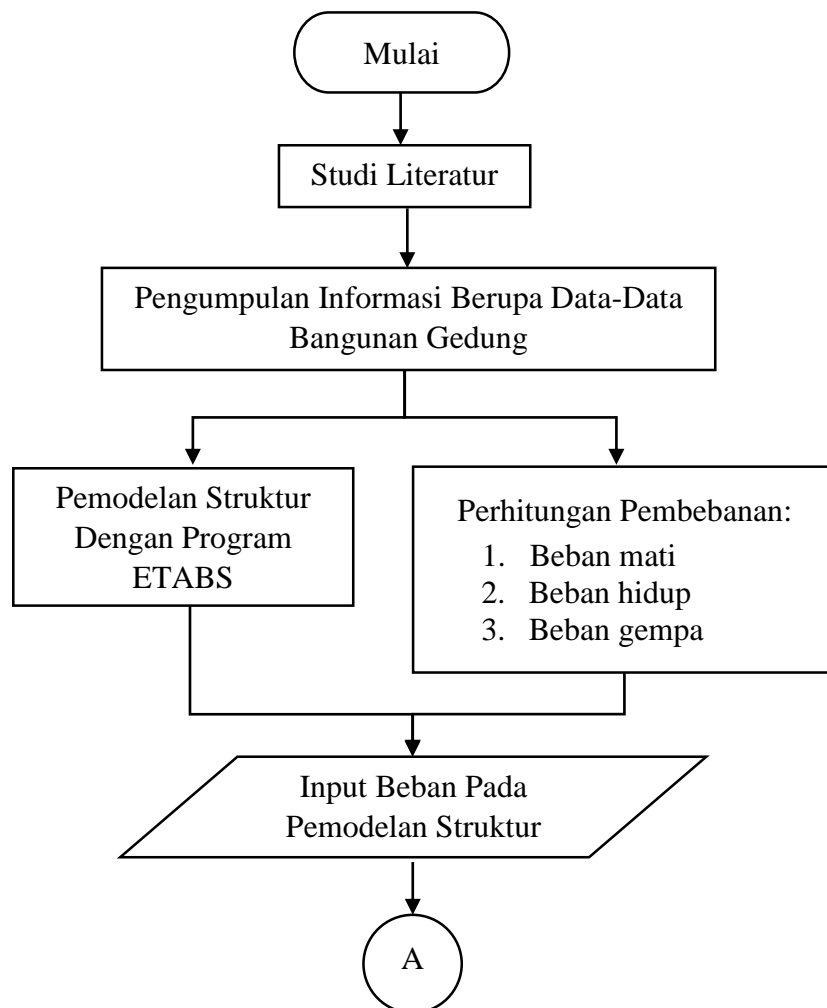 Mulai
Studi Literatur
Pengumpulan Informasi Berupa Data-Data
Bangunan Gedung
Pemodelan Struktur
Dengan Program
ETABS
Perhitungan Pembebanan:
1. Beban mati
2. Beban hidup
3. Beban gempa
Input Beban Pada
Pemodelan Struktur
A